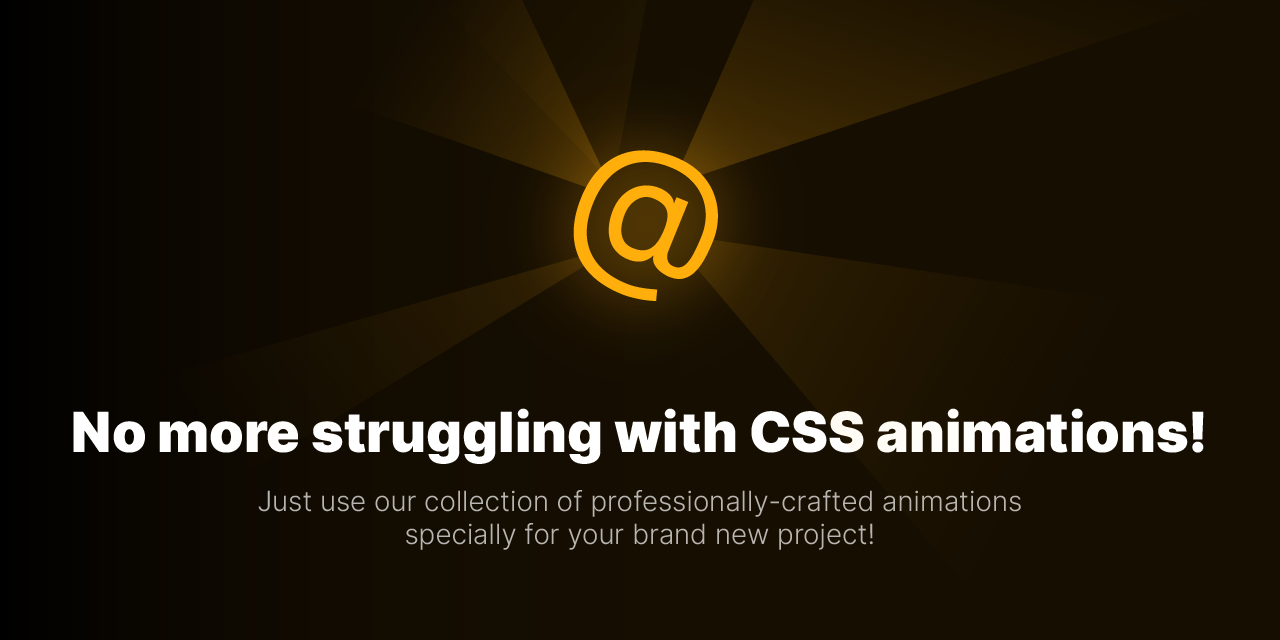 @
No more struggling with CSS animations!
Just use our collection of professionally-crafted animations
specially for your brand new project!